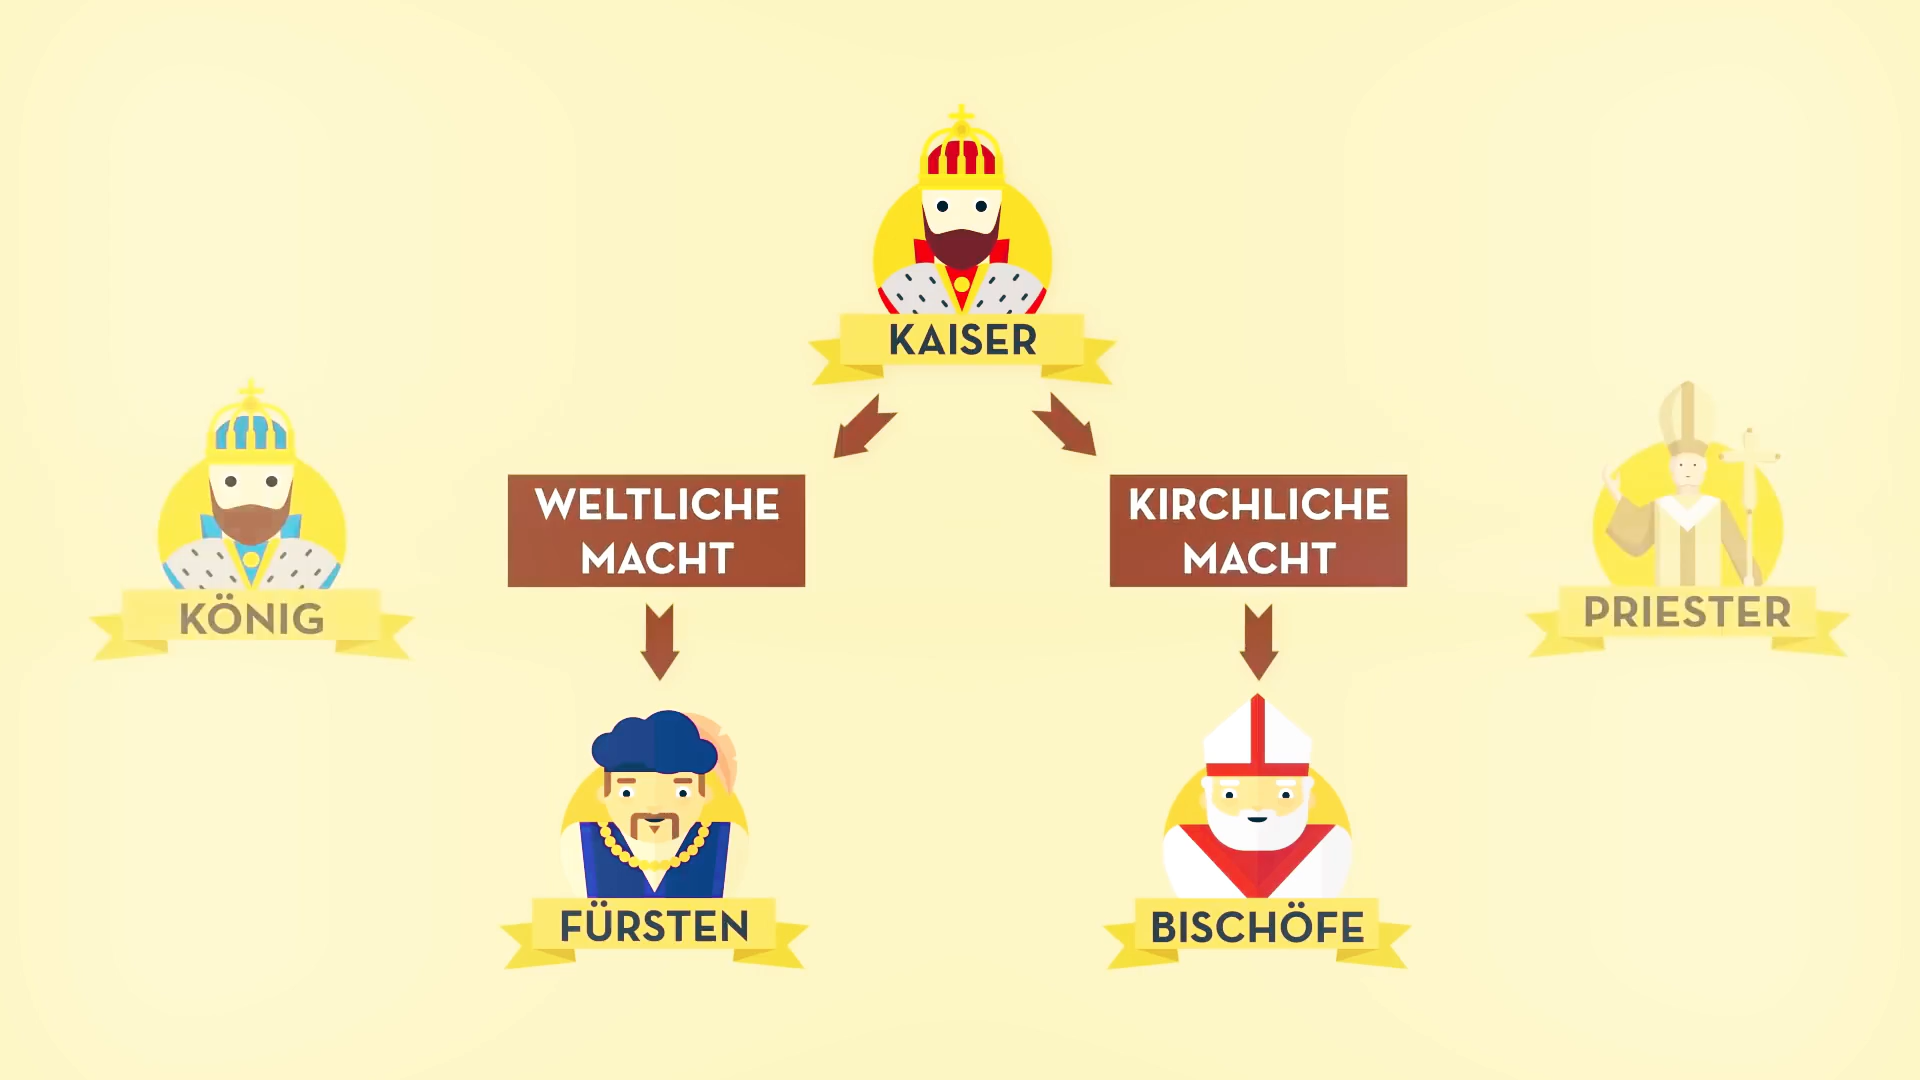 KAISER
WELTLICHE
MACHT
KIRCHLICHE
MACHT
KÖNIG
PRIESTER
FÜRSTEN
BISCHÖFE